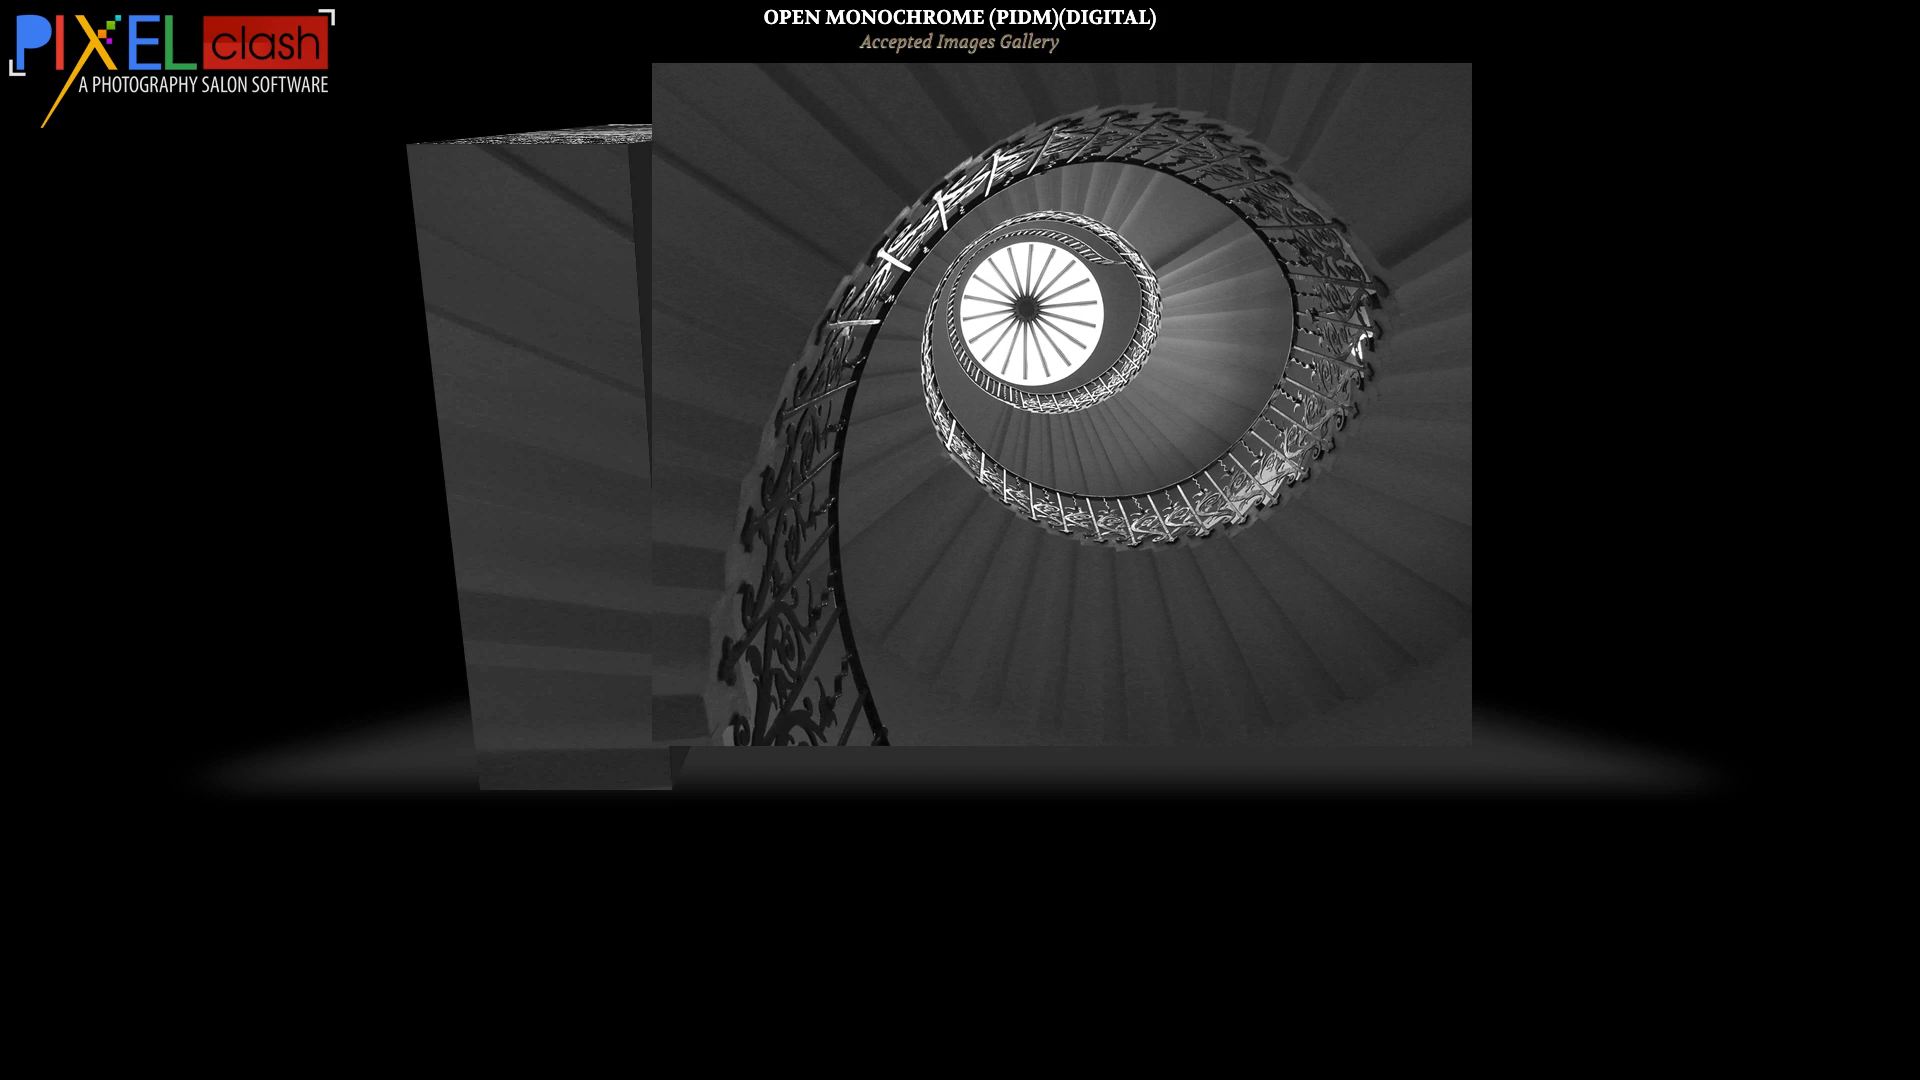 PIXEL clash
A PHOTOGRAPHY SALON SOFTWARE
OPEN MONOCHROME (PIDM)(DIGITAL)
Accepted Images Gallery